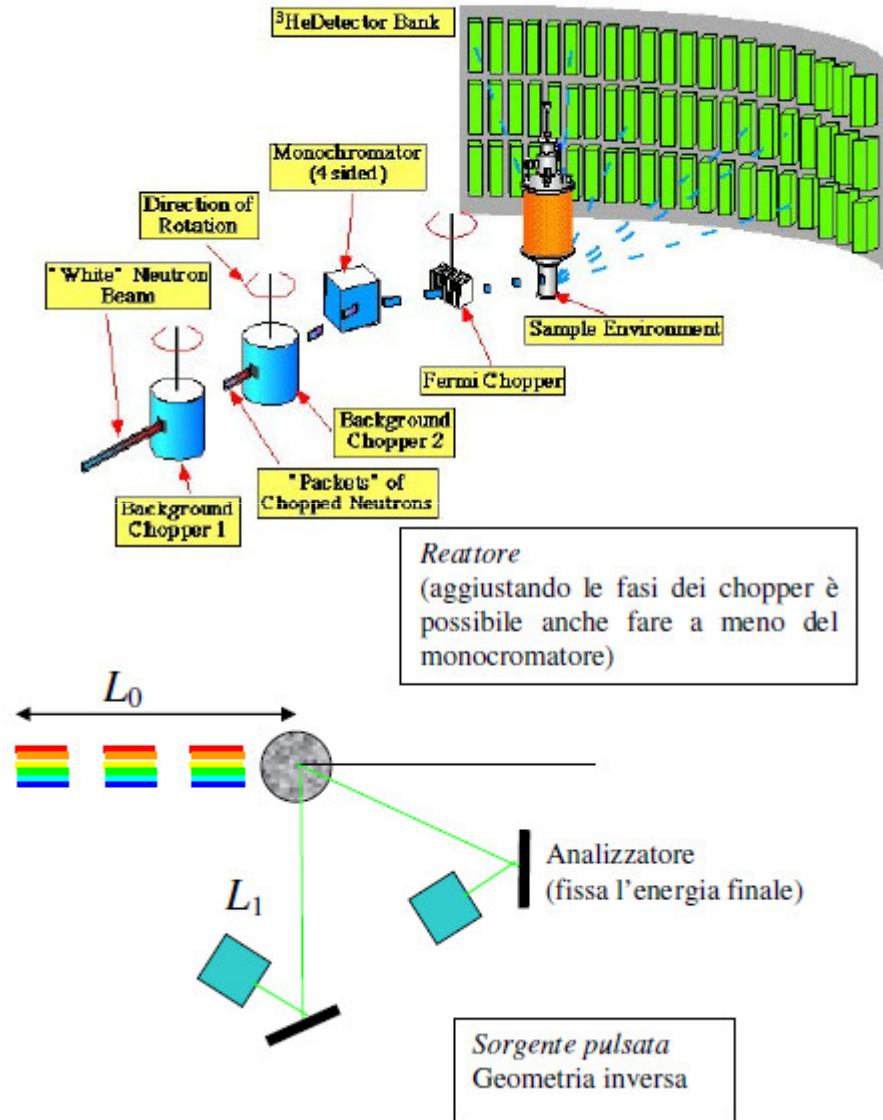 ³HeDetector Bank
Monochromator
(4 sided)
Direction of
Rotation
"White" Neutron
Beam
Sample Environment
Fermi Chopper
Background
Chopper 2
"Packets" of
Chopped Neutrons
Background
Chopper 1
Reattore
(aggiustando le fasi dei chopper è
possibile anche fare a meno del
monocromatore)
L₀
Analizzatore
(fissa l'energia finale)
L₁
Sorgente pulsata
Geometria inversa